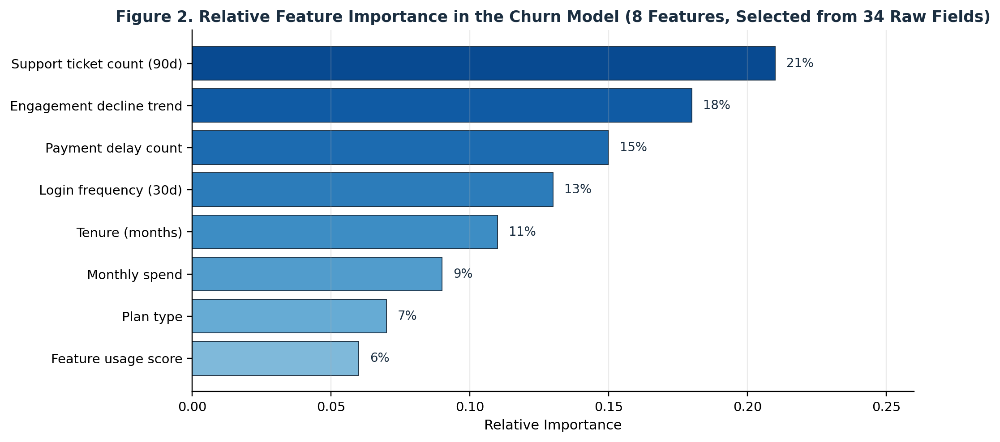 Figure 2. Relative Feature Importance in the Churn Model (8 Features, Selected from 34 Raw Fields)
Support ticket count (90d) 21%
Engagement decline trend 18%
Payment delay count 15%
Login frequency (30d) 13%
Tenure (months) 11%
Monthly spend 9%
Plan type 7%
Feature usage score 6%
0.00 0.05 0.10 0.15 0.20 0.25
Relative Importance